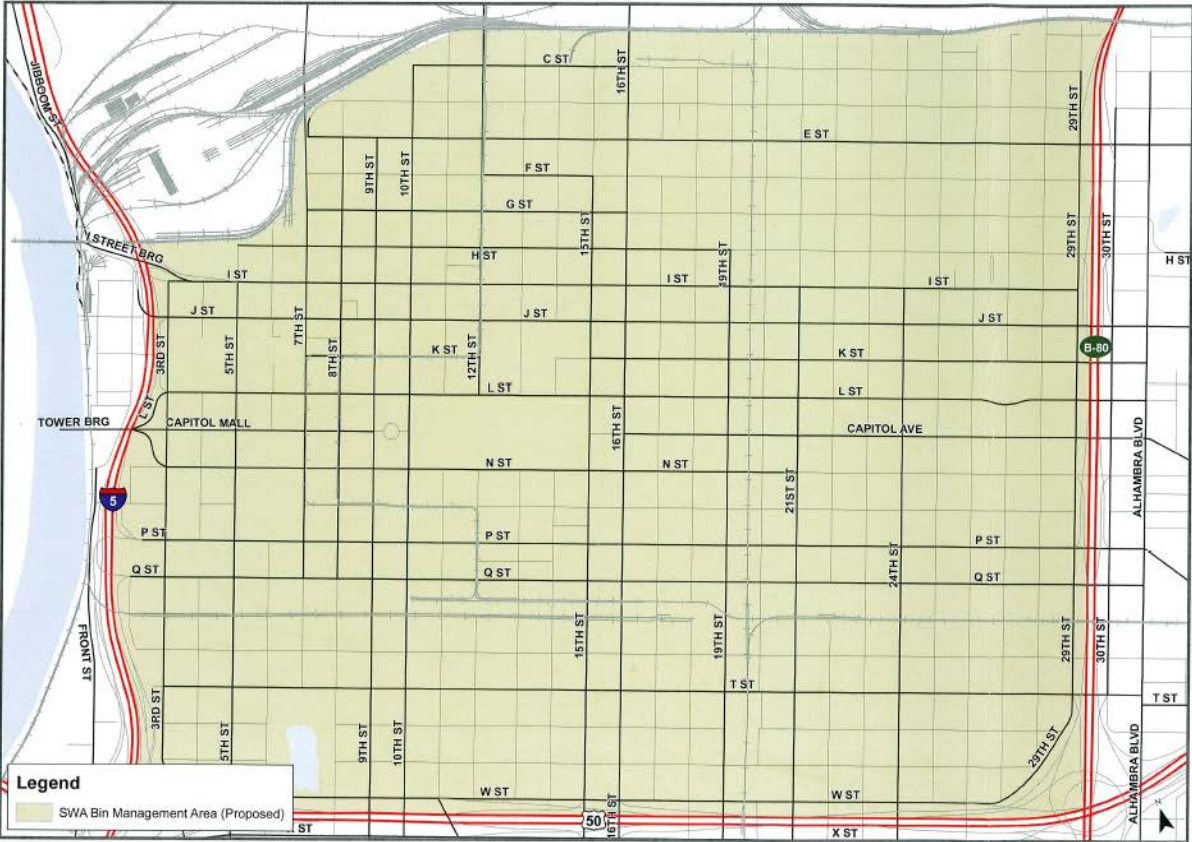 C ST
16TH ST
JIBBOOM ST
29TH ST
E ST
9TH ST
10TH ST
F ST
G ST
15TH ST
29TH ST
30TH ST
I STREET BRG
H ST
19TH ST
H ST
I ST
I ST
I ST
J ST
J ST
J ST
7TH ST
3RD ST
5TH ST
8TH ST
K ST
12TH ST
K ST
B-80
L ST
L ST
L ST
TOWER BRG
CAPITOL MALL
16TH ST
CAPITOL AVE
ALHAMBRA BLVD
N ST
N ST
21ST ST
5
P ST
P ST
P ST
Q ST
Q ST
Q ST
24TH ST
FRONT ST
15TH ST
19TH ST
29TH ST
30TH ST
T ST
T ST
3RD ST
5TH ST
9TH ST
10TH ST
29TH ST
ALHAMBRA BLVD
Legend
SWA Bin Management Area (Proposed)
W ST
W ST
50
16TH ST
ST
X ST